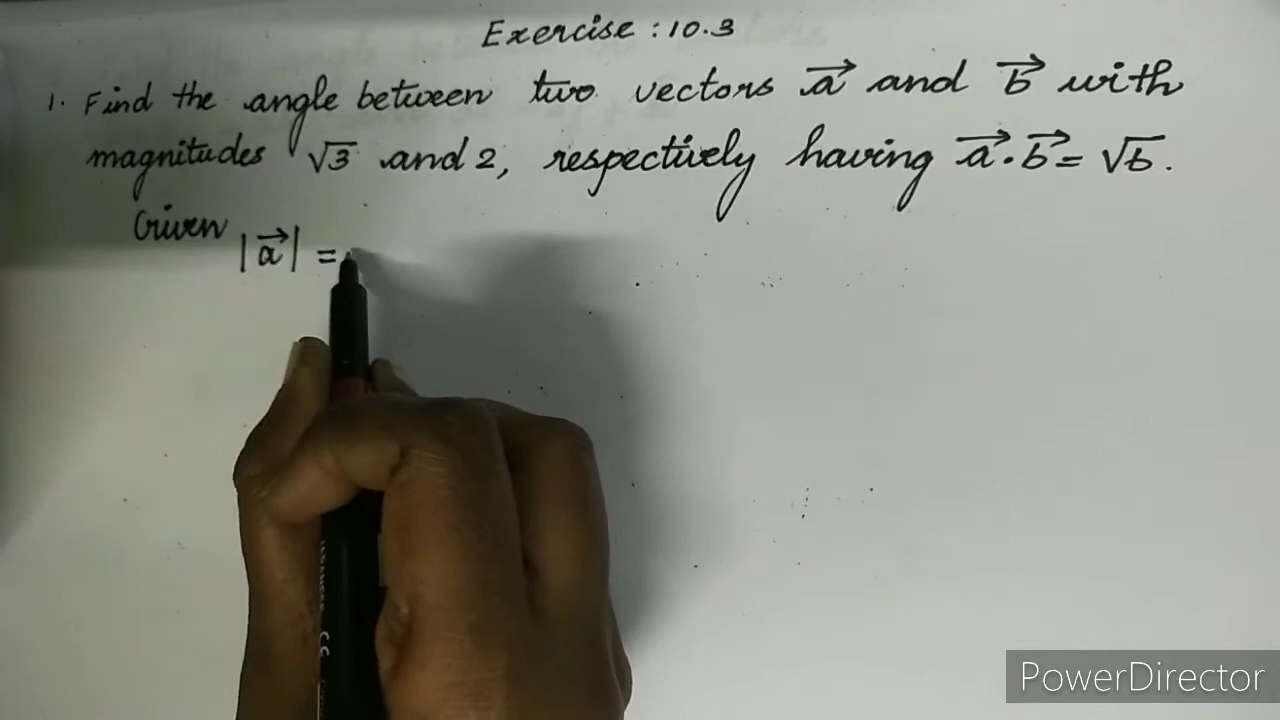 Exercise : 10.3
1. Find the angle between two vectors a⃗ and b⃗ with
magnitudes √3 and 2, respectively having a⃗·b⃗ = √6.
Given |a⃗| =
PowerDirector